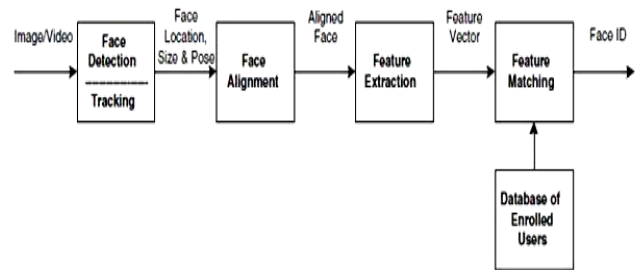 Image/Video
Face
Detection
Tracking
Face
Location,
Size & Pose
Face
Alignment
Aligned
Face
Feature
Extraction
Feature
Vector
Feature
Matching
Face ID
Database of
Enrolled
Users